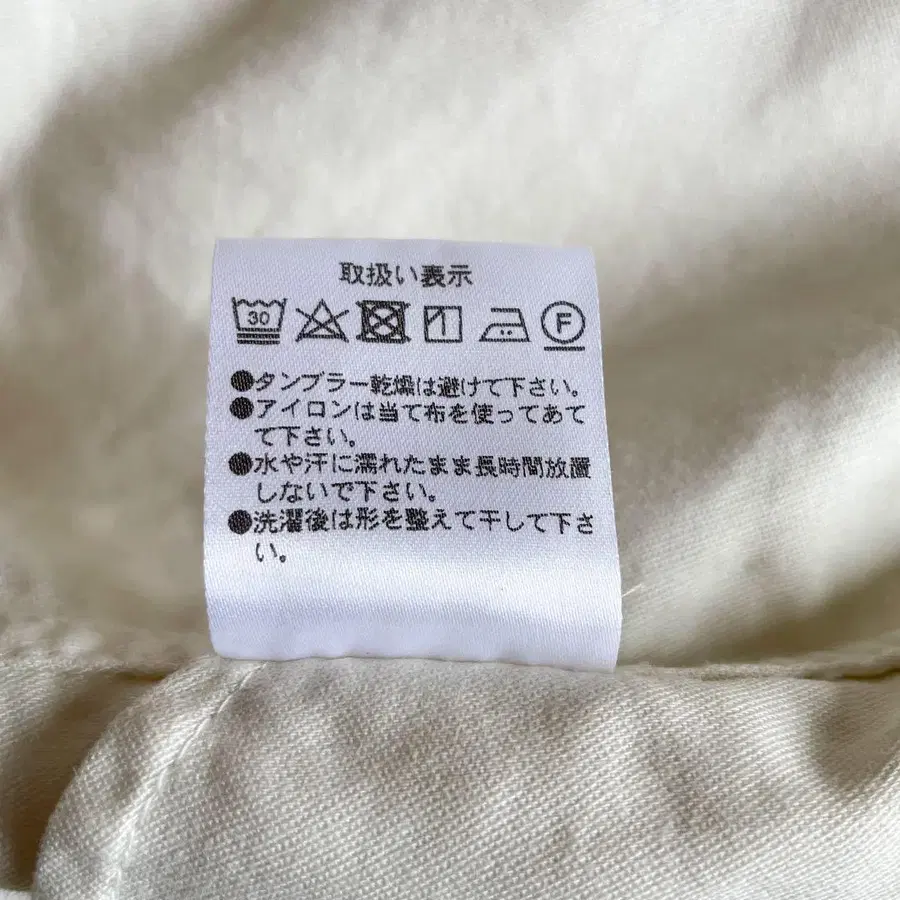 取扱い表示
30 F
●タンブラー乾燥は避けて下さい。
●アイロンは当て布を使ってあて
て下さい。
●水や汗に濡れたまま長時間放置
しないで下さい。
●洗濯後は形を整えて干して下さ
い。